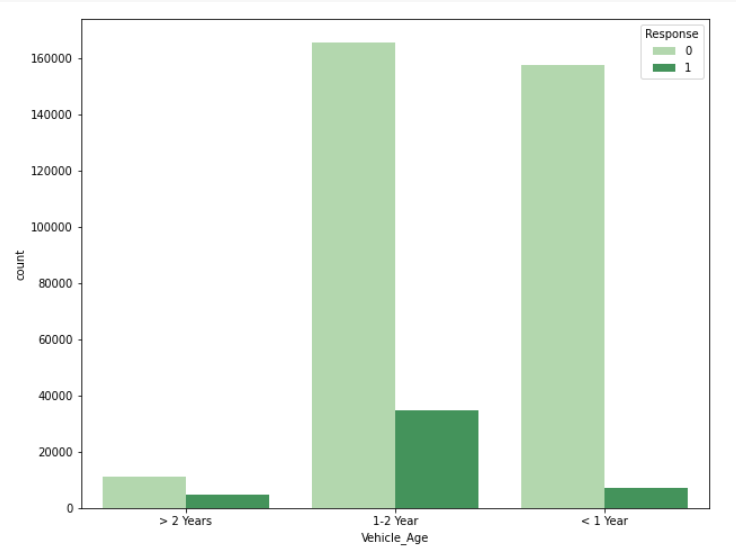 Response
0
1
160000
140000
120000
100000
80000
60000
40000
20000
0
count
> 2 Years
1-2 Year
< 1 Year
Vehicle_Age